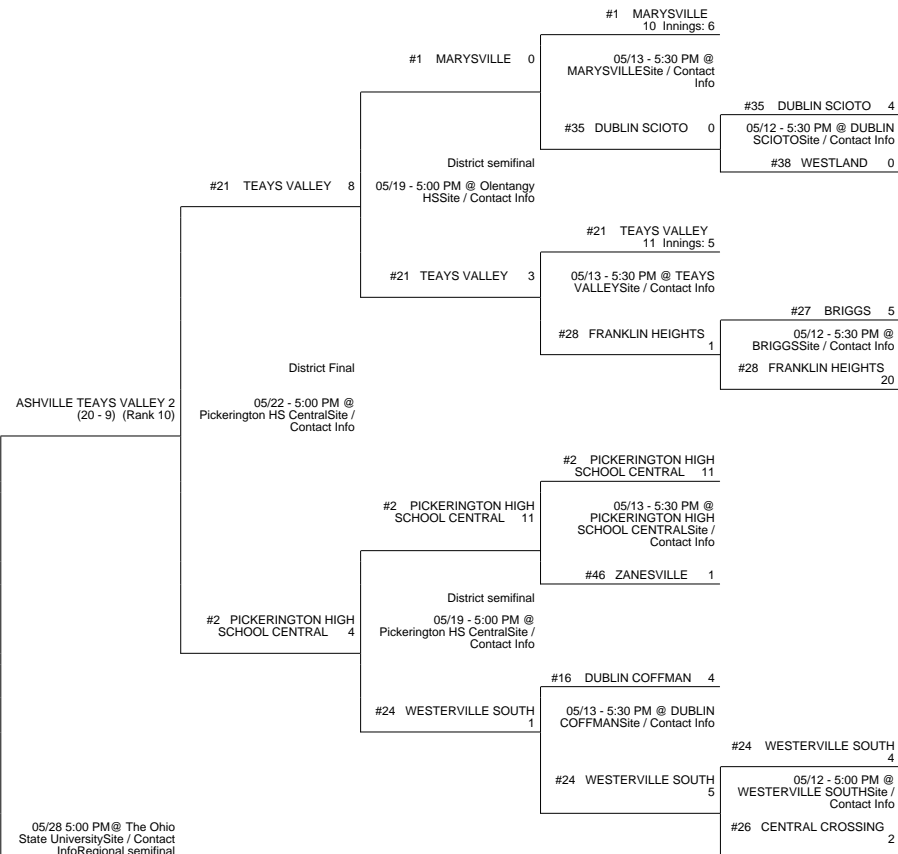 #1 MARYSVILLE
10 Innings: 6
#1 MARYSVILLE 0
05/13 - 5:30 PM @
MARYSVILLESite / Contact
Info
#35 DUBLIN SCIOTO 4
#35 DUBLIN SCIOTO 0
05/12 - 5:30 PM @ DUBLIN
SCIOTOSite / Contact Info
#38 WESTLAND 0
District semifinal
#21 TEAYS VALLEY 8
05/19 - 5:00 PM @ Olentangy
HSSite / Contact Info
#21 TEAYS VALLEY
11 Innings: 5
#21 TEAYS VALLEY 3
05/13 - 5:30 PM @ TEAYS
VALLEYSite / Contact Info
#27 BRIGGS 5
#28 FRANKLIN HEIGHTS
1
05/12 - 5:30 PM @
BRIGGSSite / Contact Info
#28 FRANKLIN HEIGHTS
20
District Final
ASHVILLE TEAYS VALLEY 2
(20 - 9) (Rank 10)
05/22 - 5:00 PM @
Pickerington HS CentralSite /
Contact Info
#2 PICKERINGTON HIGH
SCHOOL CENTRAL 11
#2 PICKERINGTON HIGH
SCHOOL CENTRAL 11
05/13 - 5:30 PM @
PICKERINGTON HIGH
SCHOOL CENTRALSite /
Contact Info
#46 ZANESVILLE 1
District semifinal
#2 PICKERINGTON HIGH
SCHOOL CENTRAL 4
05/19 - 5:00 PM @
Pickerington HS CentralSite /
Contact Info
#16 DUBLIN COFFMAN 4
#24 WESTERVILLE SOUTH
1
05/13 - 5:30 PM @ DUBLIN
COFFMANSite / Contact Info
#24 WESTERVILLE SOUTH
4
#24 WESTERVILLE SOUTH
5
05/12 - 5:00 PM @
WESTERVILLE SOUTHSite /
Contact Info
#26 CENTRAL CROSSING
2
05/28 5:00 PM@ The Ohio
State UniversitySite / Contact
InfoRegional semifinal